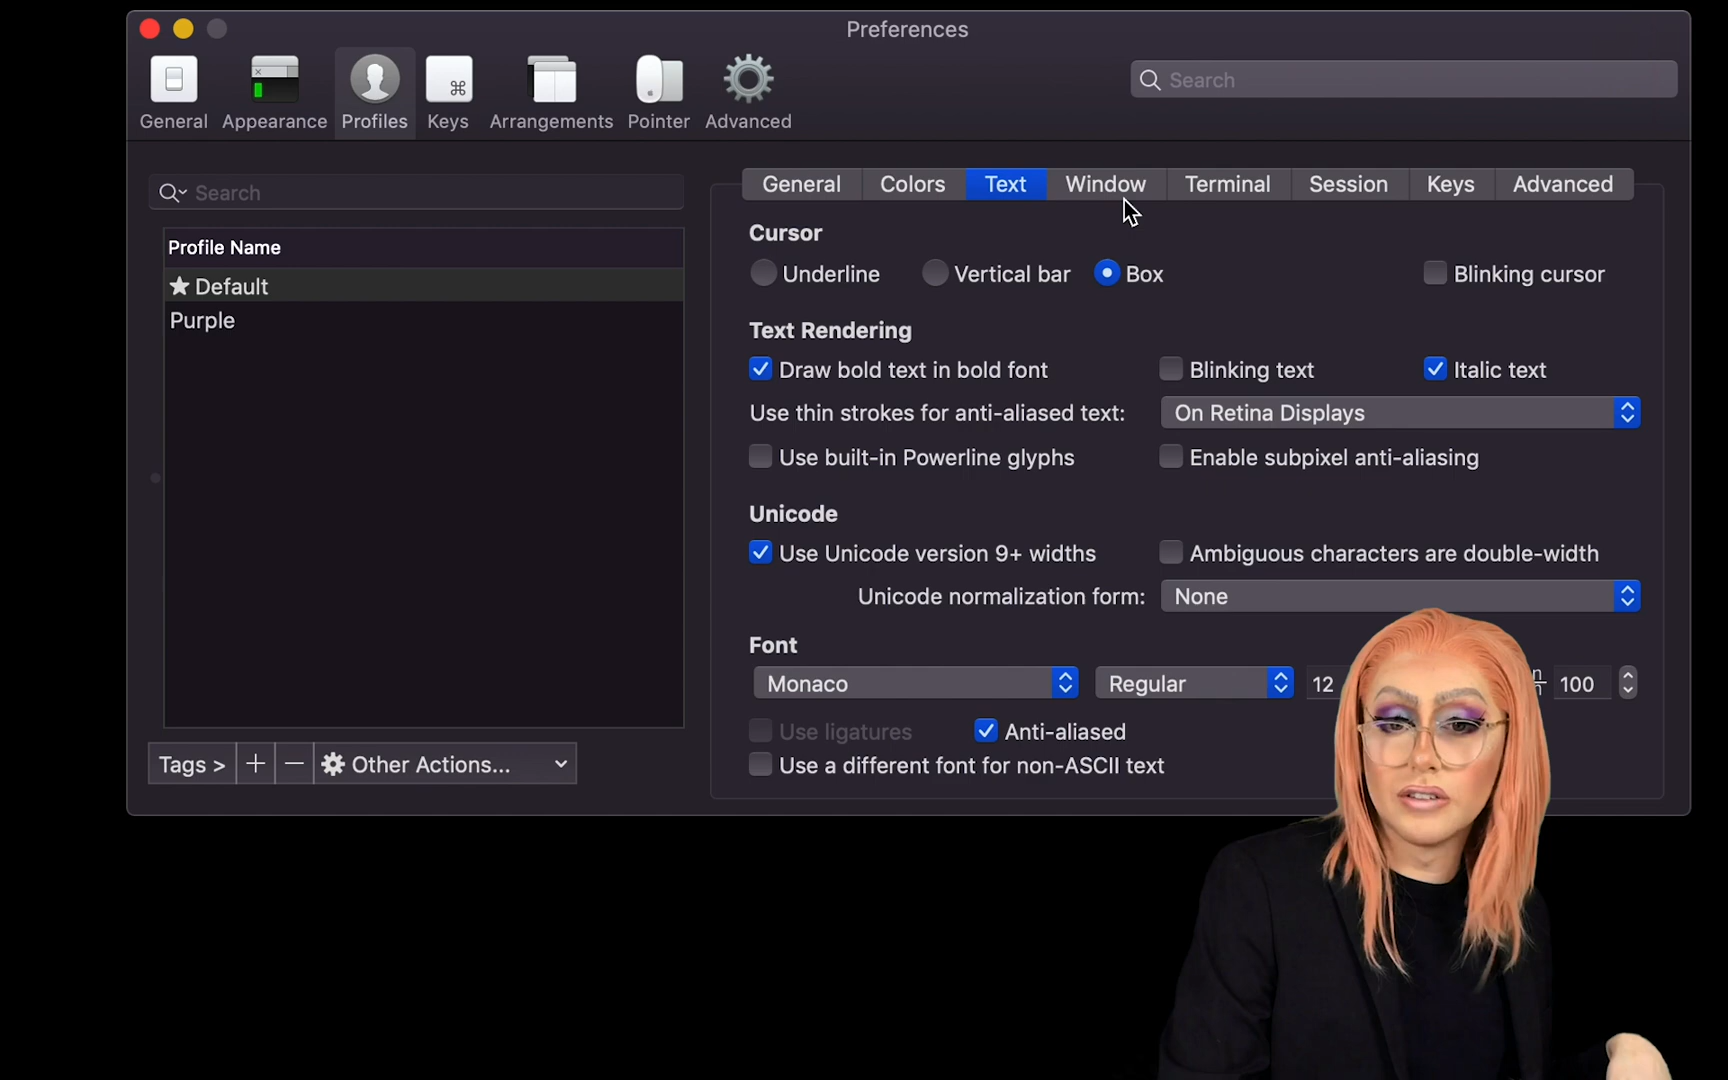 Preferences
General Appearance Profiles Keys Arrangements Pointer Advanced
Search
Search
Profile Name
★ Default
Purple
Tags > + − Other Actions...
General Colors Text Window Terminal Session Keys Advanced
Cursor
Underline Vertical bar Box Blinking cursor
Text Rendering
Draw bold text in bold font Blinking text Italic text
Use thin strokes for anti-aliased text: On Retina Displays
Use built-in Powerline glyphs Enable subpixel anti-aliasing
Unicode
Use Unicode version 9+ widths Ambiguous characters are double-width
Unicode normalization form: None
Font
Monaco Regular 12 100
Use ligatures Anti-aliased
Use a different font for non-ASCII text